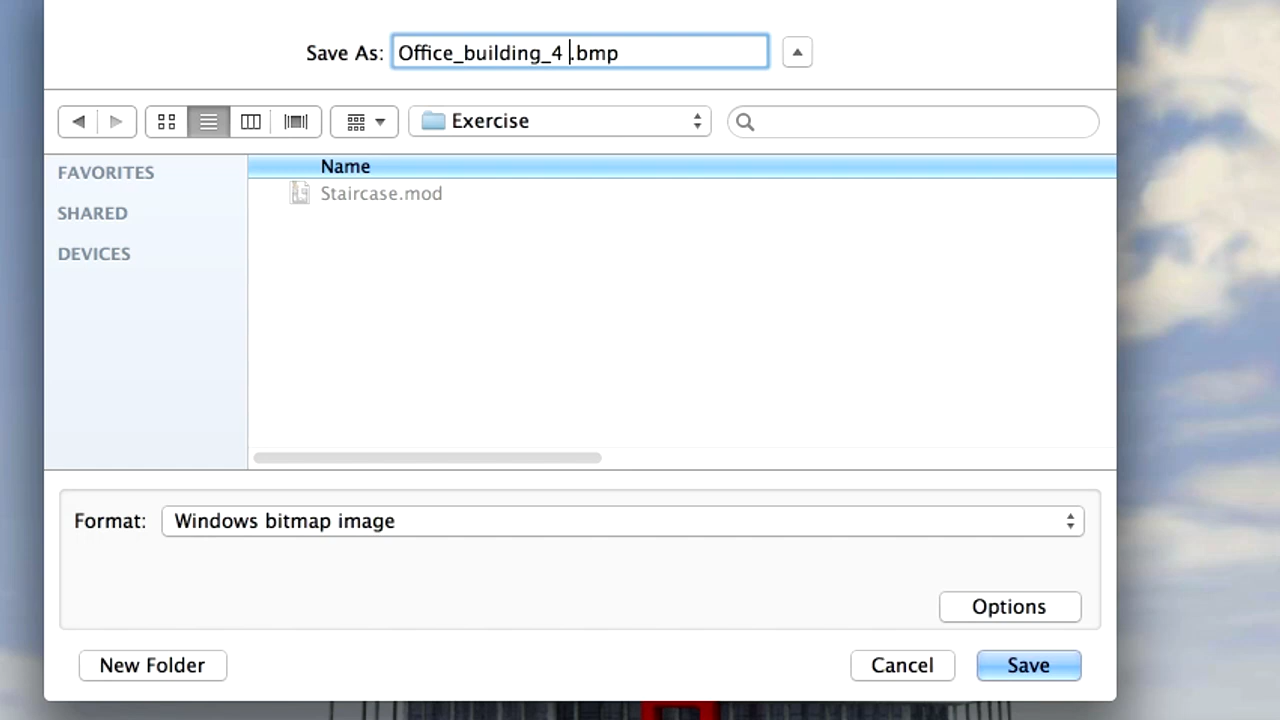 Save As: Office_building_4 .bmp
Exercise
FAVORITES
SHARED
DEVICES
Name
Staircase.mod
Format: Windows bitmap image
Options
New Folder
Cancel
Save